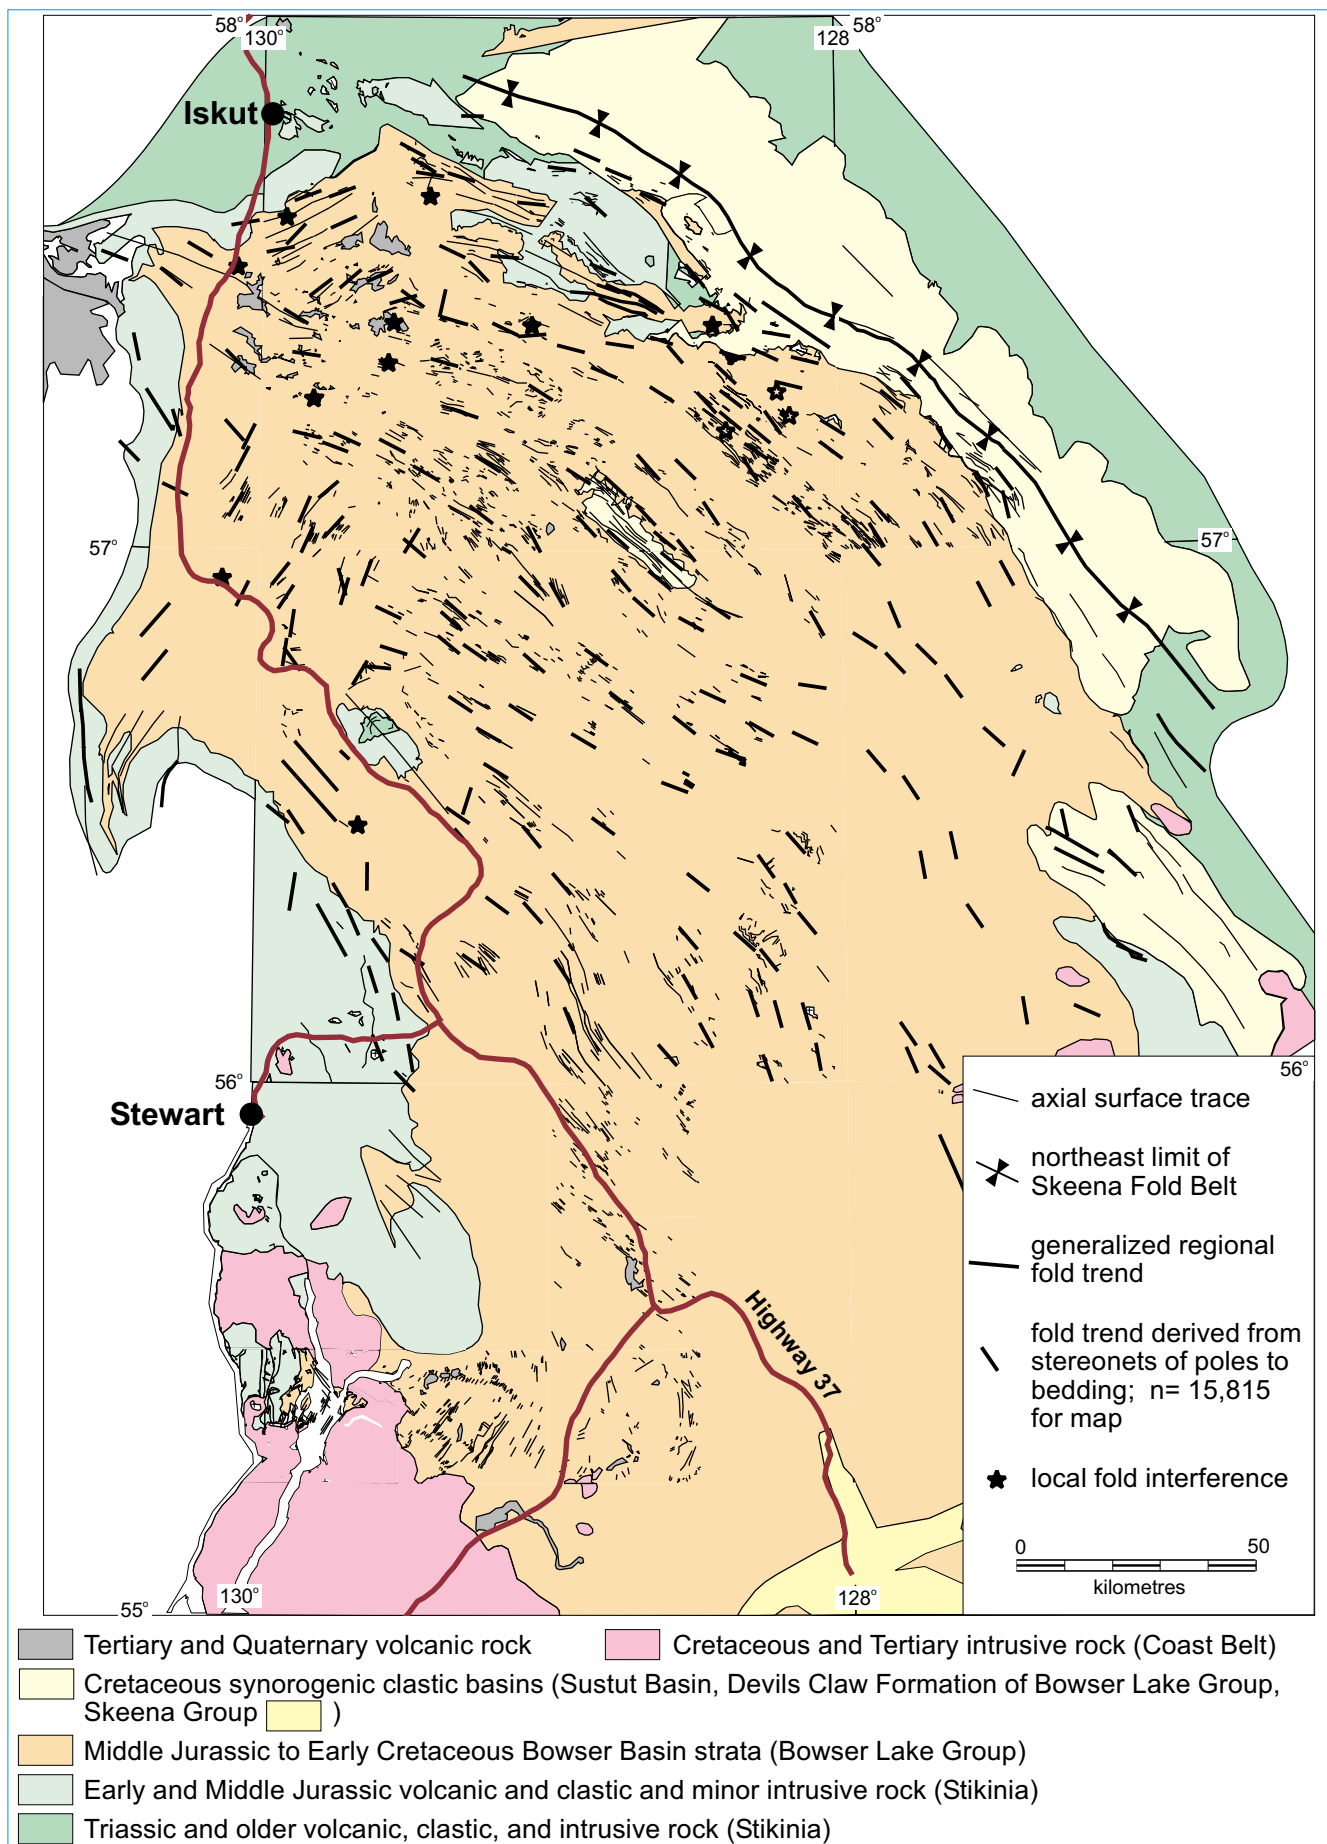 58° 130°
128 58°
Iskut
57°
57°
56°
Stewart
Highway 37
130°
128°
55°
56°
axial surface trace
northeast limit of
Skeena Fold Belt
generalized regional
fold trend
fold trend derived from
stereonets of poles to
bedding; n= 15,815
for map
local fold interference
0 50
kilometres
Tertiary and Quaternary volcanic rock
Cretaceous and Tertiary intrusive rock (Coast Belt)
Cretaceous synorogenic clastic basins (Sustut Basin, Devils Claw Formation of Bowser Lake Group,
Skeena Group )
Middle Jurassic to Early Cretaceous Bowser Basin strata (Bowser Lake Group)
Early and Middle Jurassic volcanic and clastic and minor intrusive rock (Stikinia)
Triassic and older volcanic, clastic, and intrusive rock (Stikinia)